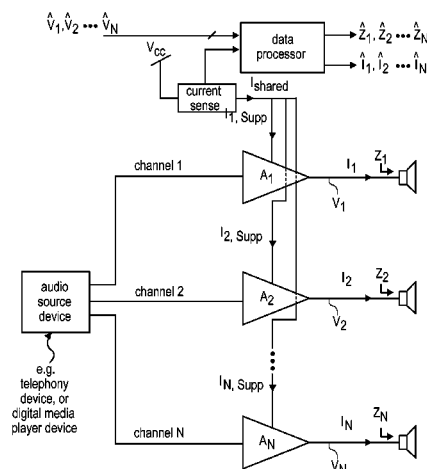 V̂1, V̂2 ••• V̂N
data
processor
Ẑ1, Ẑ2 ••• ẐN
Î1, Î2 ••• ÎN
Vcc
current
sense
Ishared
I1, Supp
channel 1
A1
I1
Z1
V1
I2, Supp
audio
source
device
channel 2
A2
I2
Z2
V2
e.g.
telephony
device, or
digital media
player device
IN, Supp
channel N
AN
IN
ZN
VN